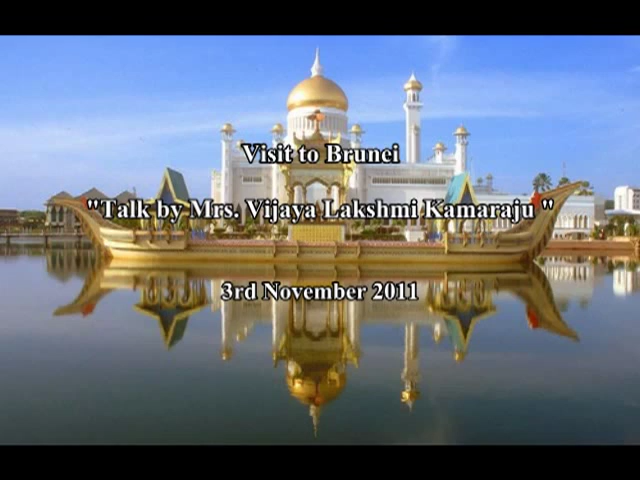 Visit to Brunei
"Talk by Mrs. Vijaya Lakshmi Kamaraju "
3rd November 2011